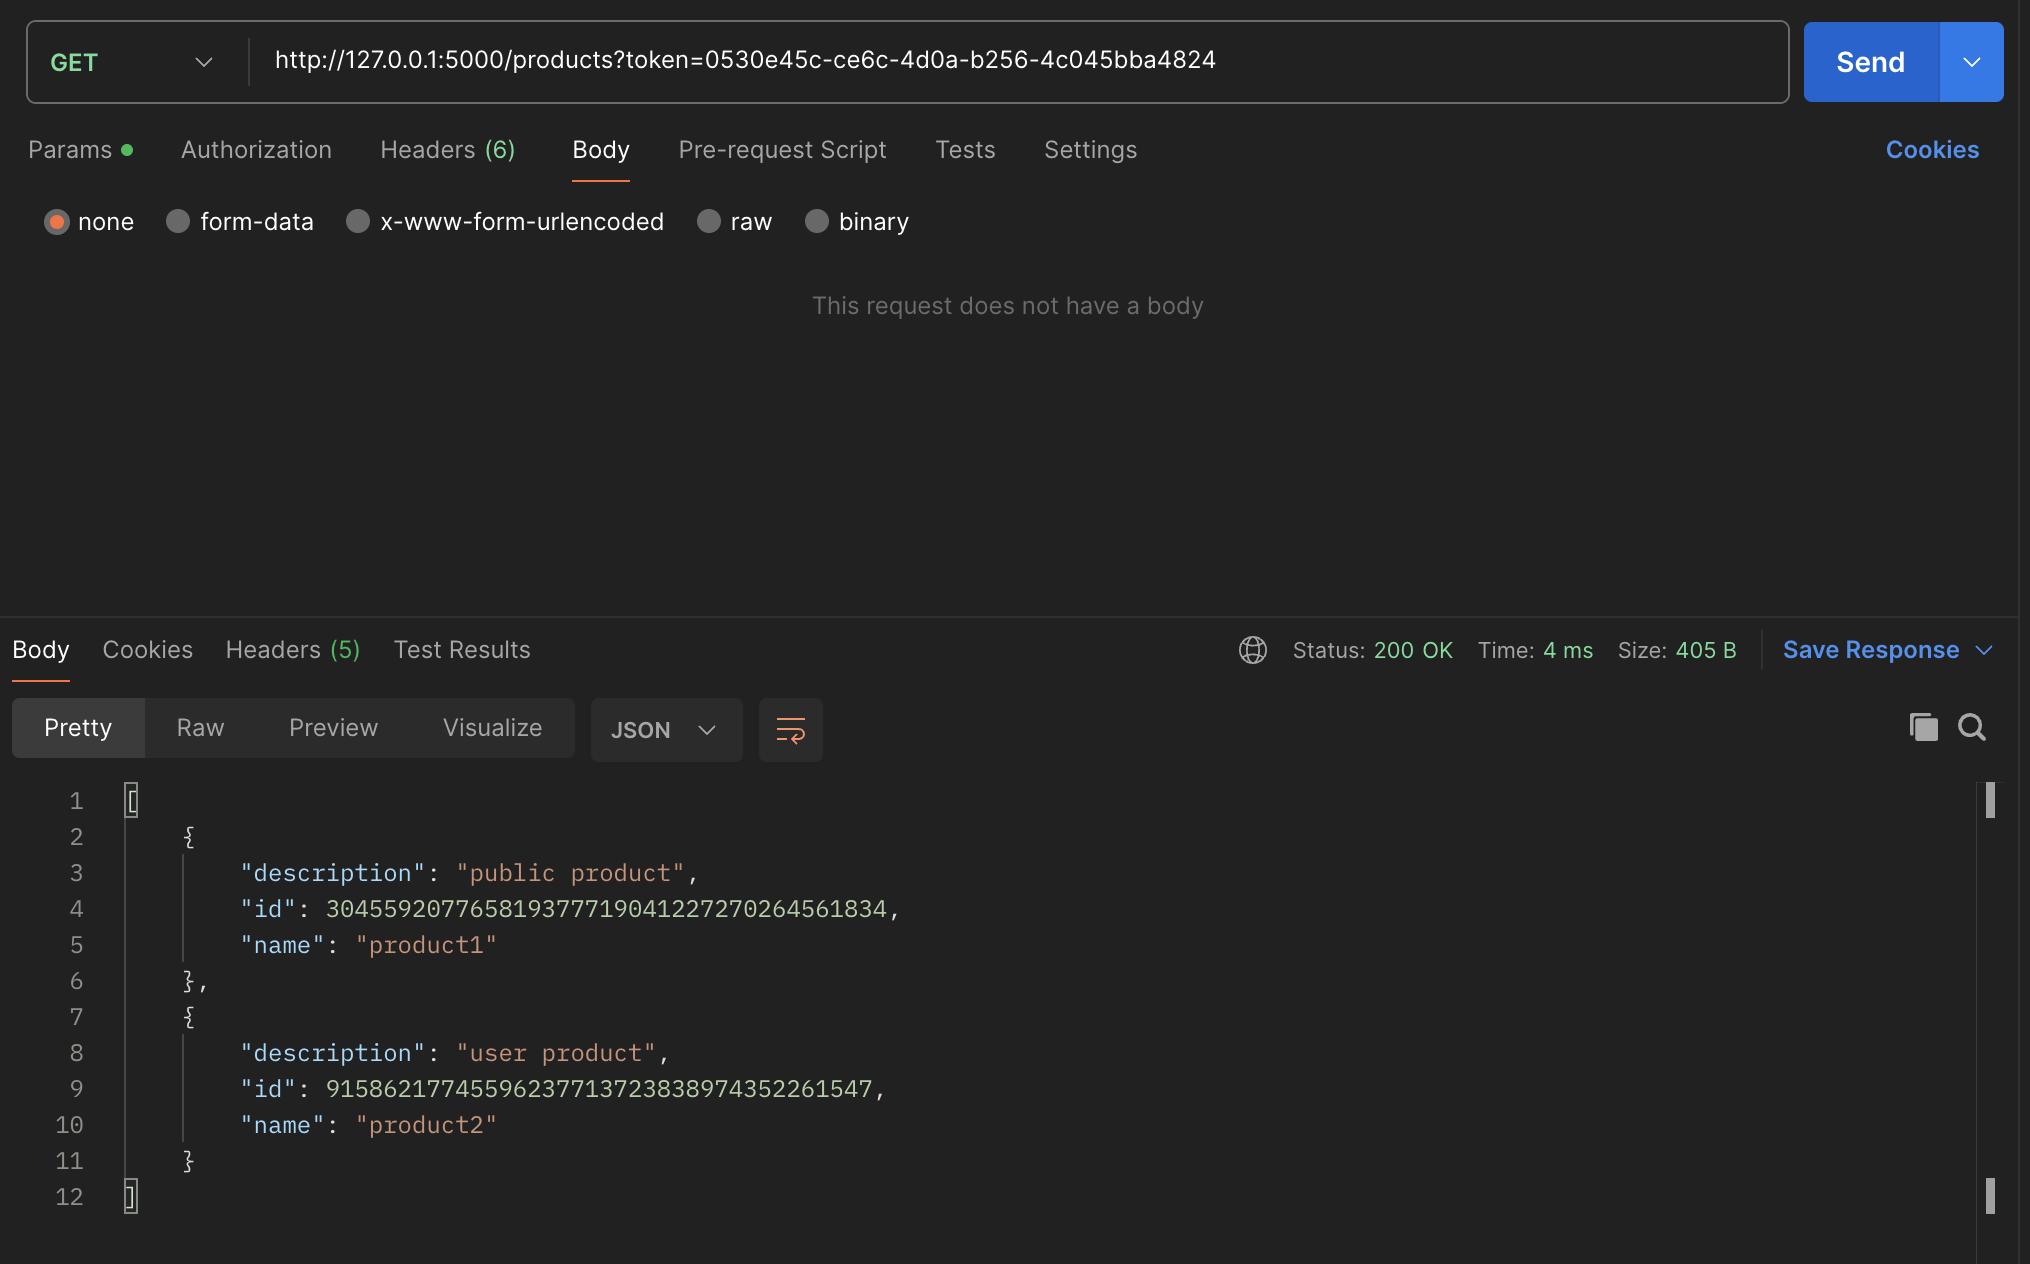 GET http://127.0.0.1:5000/products?token=0530e45c-ce6c-4d0a-b256-4c045bba4824 Send
Params Authorization Headers (6) Body Pre-request Script Tests Settings Cookies
none form-data x-www-form-urlencoded raw binary
This request does not have a body
Body Cookies Headers (5) Test Results Status: 200 OK Time: 4 ms Size: 405 B Save Response
Pretty Raw Preview Visualize JSON
1 [
2 {
3 "description": "public product",
4 "id": 304559207765819377719041227270264561834,
5 "name": "product1"
6 },
7 {
8 "description": "user product",
9 "id": 91586217745596237713723838974352261547,
10 "name": "product2"
11 }
12 ]